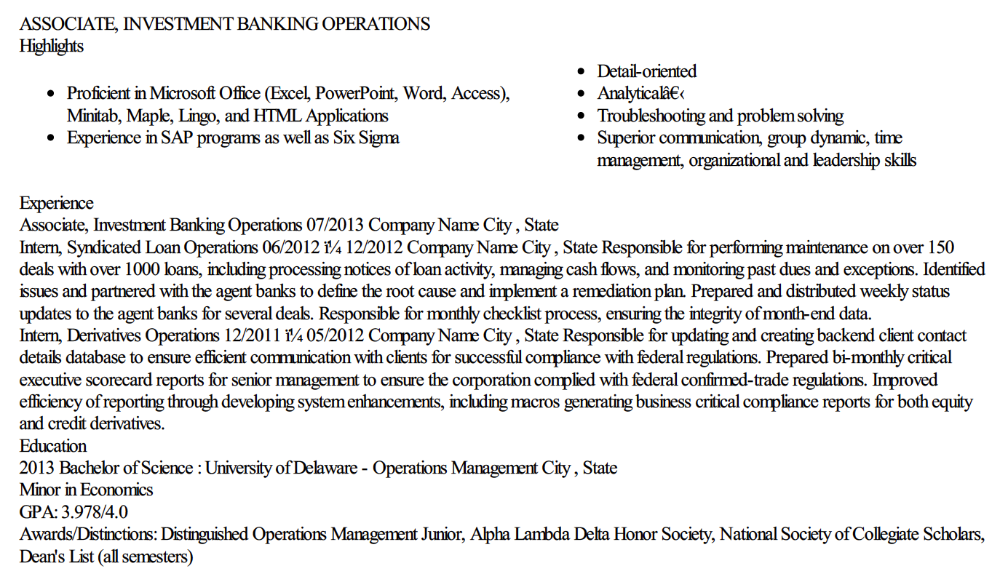 ASSOCIATE, INVESTMENT BANKING OPERATIONS
Highlights
Proficient in Microsoft Office (Excel, PowerPoint, Word, Access),
Minitab, Maple, Lingo, and HTML Applications
Experience in SAP programs as well as Six Sigma
Detail-oriented
Analyticalâ€‹
Troubleshooting and problem solving
Superior communication, group dynamic, time
management, organizational and leadership skills
Experience
Associate, Investment Banking Operations 07/2013 Company Name City , State
Intern, Syndicated Loan Operations 06/2012 ï¼ 12/2012 Company Name City , State Responsible for performing maintenance on over 150
deals with over 1000 loans, including processing notices of loan activity, managing cash flows, and monitoring past dues and exceptions. Identified
issues and partnered with the agent banks to define the root cause and implement a remediation plan. Prepared and distributed weekly status
updates to the agent banks for several deals. Responsible for monthly checklist process, ensuring the integrity of month-end data.
Intern, Derivatives Operations 12/2011 ï¼ 05/2012 Company Name City , State Responsible for updating and creating backend client contact
details database to ensure efficient communication with clients for successful compliance with federal regulations. Prepared bi-monthly critical
executive scorecard reports for senior management to ensure the corporation complied with federal confirmed-trade regulations. Improved
efficiency of reporting through developing system enhancements, including macros generating business critical compliance reports for both equity
and credit derivatives.
Education
2013 Bachelor of Science : University of Delaware - Operations Management City , State
Minor in Economics
GPA: 3.978/4.0
Awards/Distinctions: Distinguished Operations Management Junior, Alpha Lambda Delta Honor Society, National Society of Collegiate Scholars,
Dean's List (all semesters)